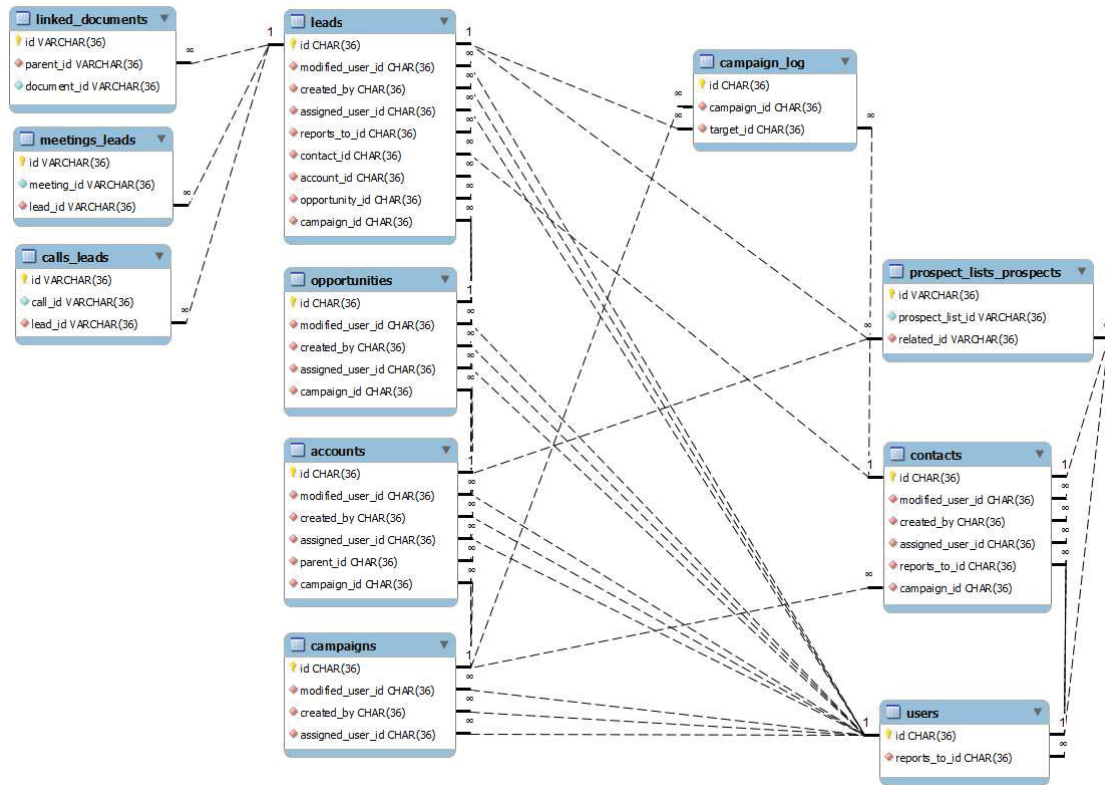 linked_documents
id VARCHAR(36)
parent_id VARCHAR(36)
document_id VARCHAR(36)
meetings_leads
id VARCHAR(36)
meeting_id VARCHAR(36)
lead_id VARCHAR(36)
calls_leads
id VARCHAR(36)
call_id VARCHAR(36)
lead_id VARCHAR(36)
leads
id CHAR(36)
modified_user_id CHAR(36)
created_by CHAR(36)
assigned_user_id CHAR(36)
reports_to_id CHAR(36)
contact_id CHAR(36)
account_id CHAR(36)
opportunity_id CHAR(36)
campaign_id CHAR(36)
opportunities
id CHAR(36)
modified_user_id CHAR(36)
created_by CHAR(36)
assigned_user_id CHAR(36)
campaign_id CHAR(36)
accounts
id CHAR(36)
modified_user_id CHAR(36)
created_by CHAR(36)
assigned_user_id CHAR(36)
parent_id CHAR(36)
campaign_id CHAR(36)
campaigns
id CHAR(36)
modified_user_id CHAR(36)
created_by CHAR(36)
assigned_user_id CHAR(36)
campaign_log
id CHAR(36)
campaign_id CHAR(36)
target_id CHAR(36)
prospect_lists_prospects
id VARCHAR(36)
prospect_list_id VARCHAR(36)
related_id VARCHAR(36)
contacts
id CHAR(36)
modified_user_id CHAR(36)
created_by CHAR(36)
assigned_user_id CHAR(36)
reports_to_id CHAR(36)
campaign_id CHAR(36)
users
id CHAR(36)
reports_to_id CHAR(36)